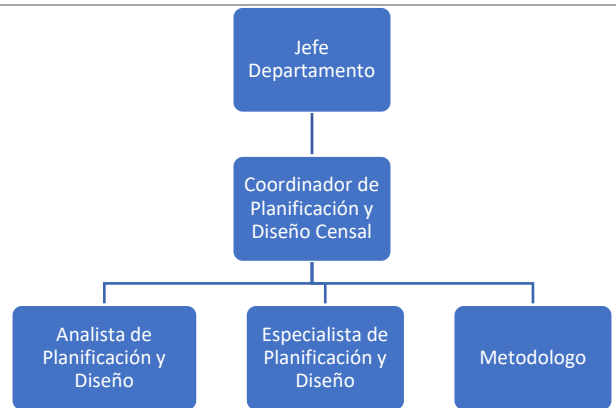 Jefe
Departamento
Coordinador de
Planificación y
Diseño Censal
Analista de
Planificación y
Diseño
Especialista de
Planificación y
Diseño
Metodologo